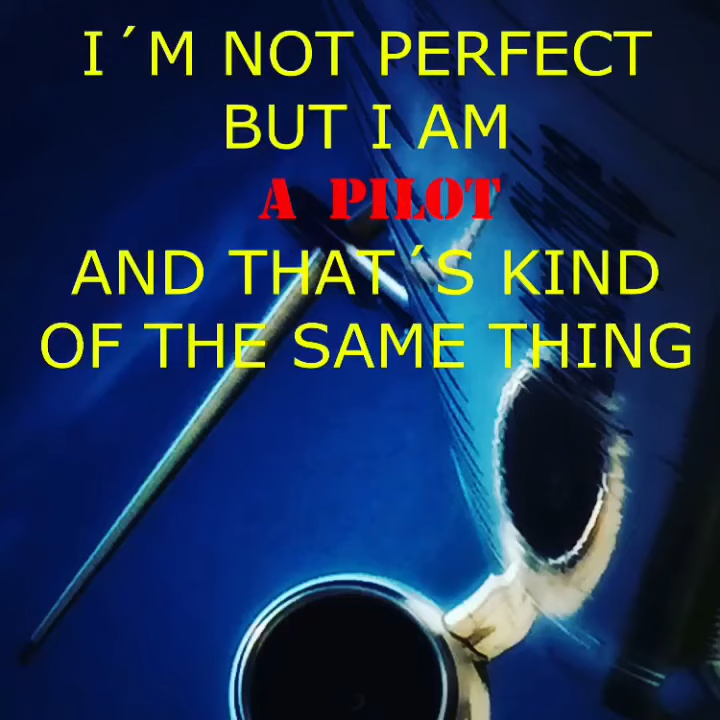 I´M NOT PERFECT
BUT I AM
A PILOT
AND THAT´S KIND
OF THE SAME THING